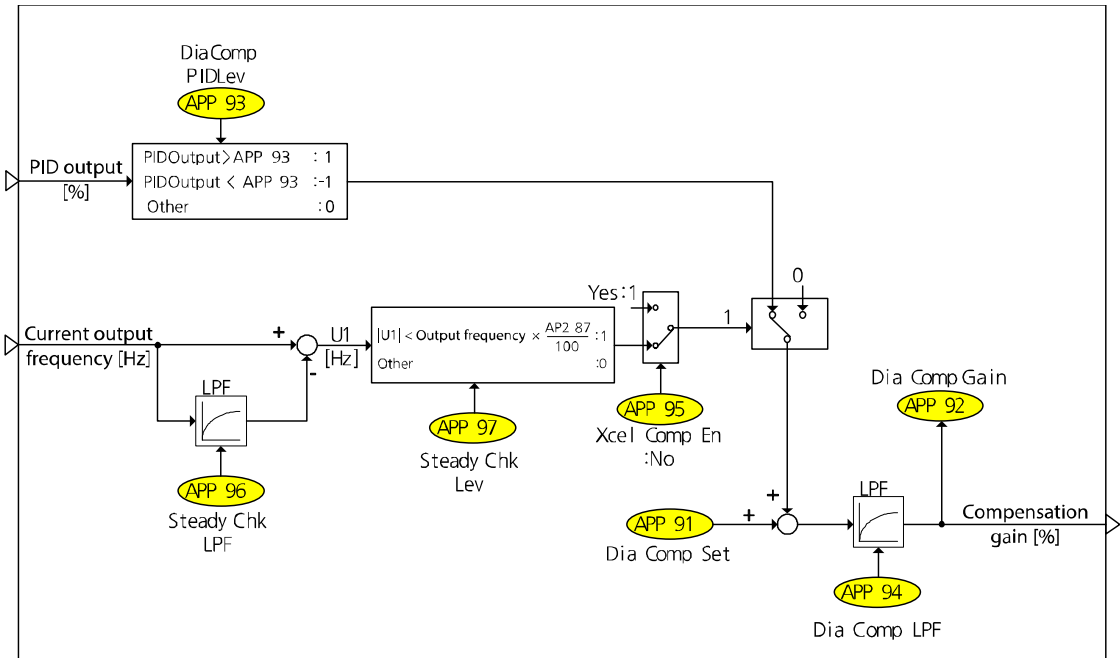 DiaComp
PIDLev
APP 93
PID output
[%]
PIDOutput>APP 93 :1
PIDOutput < APP 93 :-1
Other :0
Current output
frequency [Hz]
+
-
U1
[Hz]
|U1| < Output frequency × AP2 87/100 :1
Other :0
Yes:1
1
0
LPF
APP 96
Steady Chk
LPF
APP 97
Steady Chk
Lev
APP 95
Xcel Comp En
:No
Dia Comp Gain
APP 92
APP 91
Dia Comp Set
+
+
LPF
Compensation
gain [%]
APP 94
Dia Comp LPF